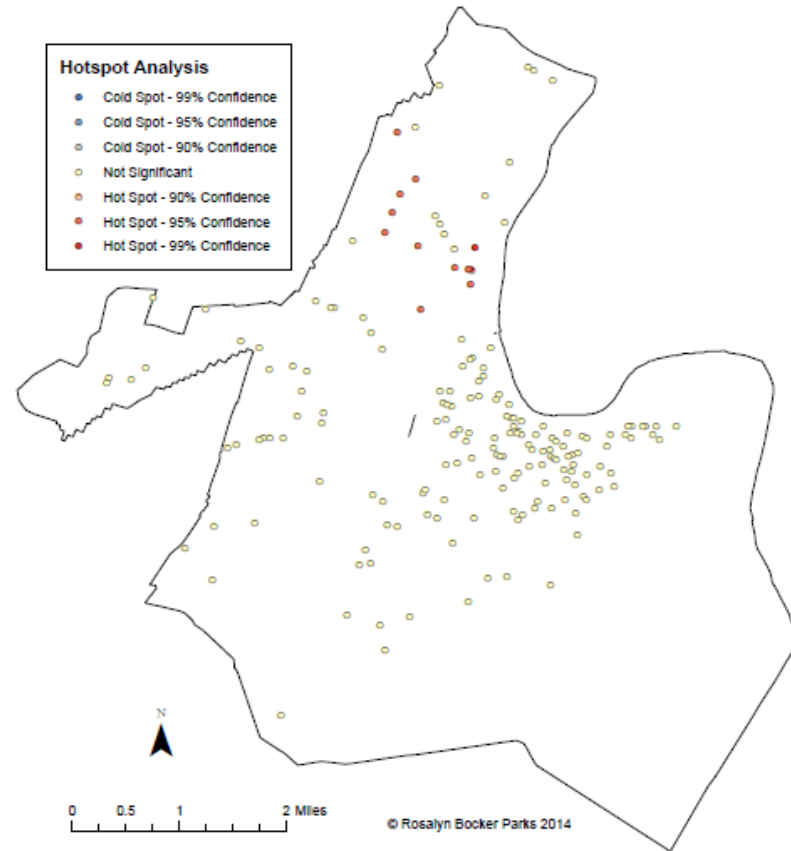 Hotspot Analysis
Cold Spot - 99% Confidence
Cold Spot - 95% Confidence
Cold Spot - 90% Confidence
Not Significant
Hot Spot - 90% Confidence
Hot Spot - 95% Confidence
Hot Spot - 99% Confidence
N
0 0.5 1 2 Miles
© Rosalyn Bocker Parks 2014